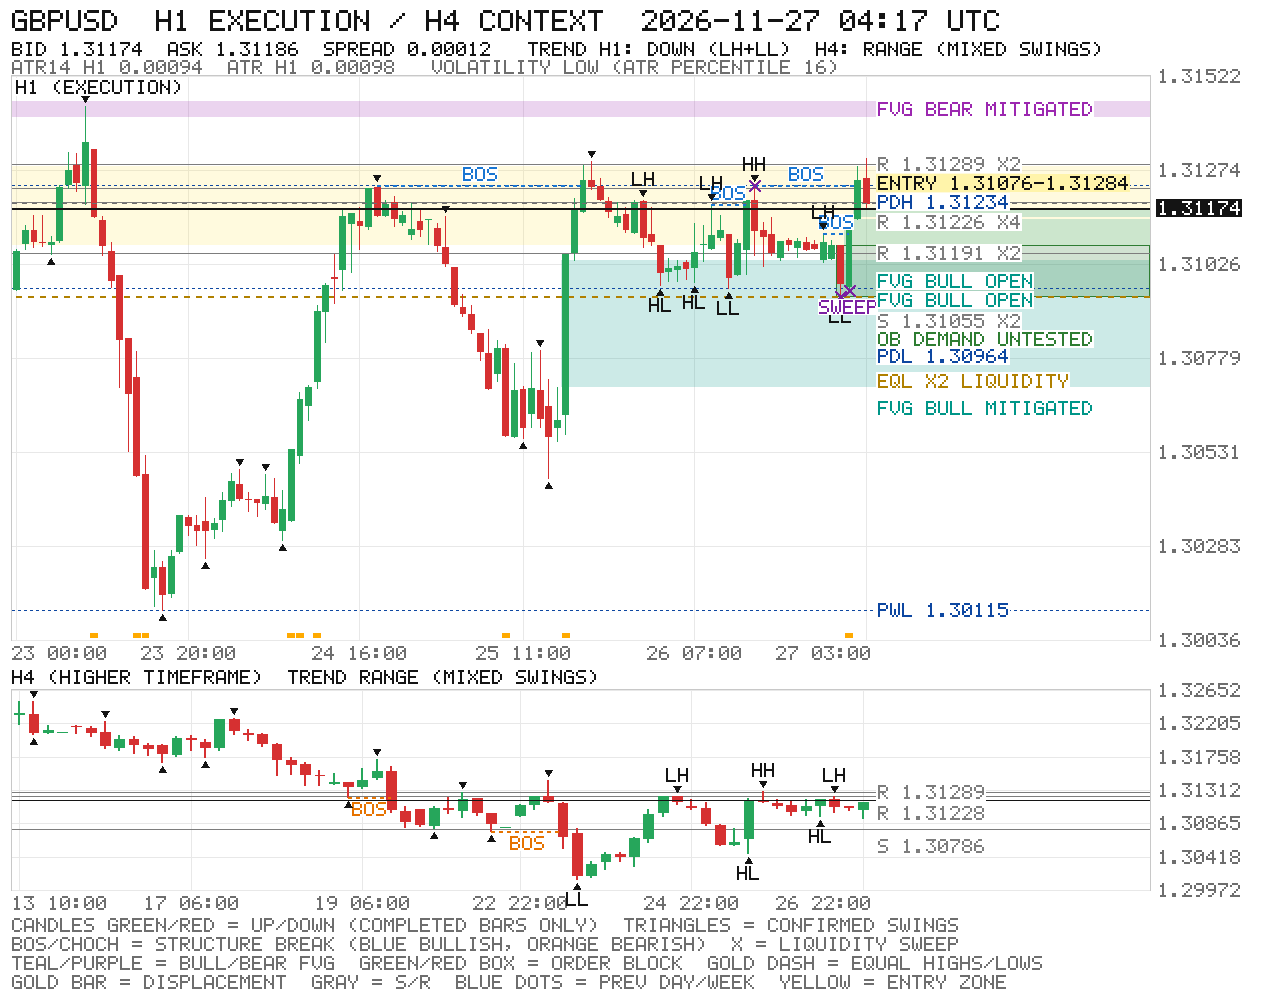 GBPUSD  H1 EXECUTION / H4 CONTEXT  2026-11-27 04:17 UTC
BID 1.31174  ASK 1.31186  SPREAD 0.00012   TREND H1: DOWN (LH+LL)  H4: RANGE (MIXED SWINGS)
ATR14 H1 0.00094  ATR H1 0.00098   VOLATILITY LOW (ATR PERCENTILE 16)
H1 (EXECUTION)
1.31522
FVG BEAR MITIGATED
R 1.31289 X2
1.31274
ENTRY 1.31076-1.31284
PDH 1.31234
1.31174
R 1.31226 X4
R 1.31191 X2
1.31026
FVG BULL OPEN
FVG BULL OPEN
S 1.31055 X2
OB DEMAND UNTESTED
PDL 1.30964
1.30779
EQL X2 LIQUIDITY
FVG BULL MITIGATED
1.30531
1.30283
PWL 1.30115
1.30036
BOS
LH
LH
BOS
HH
BOS
LH
BOS
HL
HL
LL
SWEEP
LL
23 00:00
23 20:00
24 16:00
25 11:00
26 07:00
27 03:00
H4 (HIGHER TIMEFRAME)  TREND RANGE (MIXED SWINGS)
1.32652
1.32205
1.31758
1.31312
1.30865
1.30418
1.29972
R 1.31289
R 1.31228
S 1.30786
BOS
BOS
LL
LH
HL
HH
HL
LH
13 10:00
17 06:00
19 06:00
22 22:00
24 22:00
26 22:00
CANDLES GREEN/RED = UP/DOWN (COMPLETED BARS ONLY)  TRIANGLES = CONFIRMED SWINGS
BOS/CHOCH = STRUCTURE BREAK (BLUE BULLISH, ORANGE BEARISH)  X = LIQUIDITY SWEEP
TEAL/PURPLE = BULL/BEAR FVG  GREEN/RED BOX = ORDER BLOCK  GOLD DASH = EQUAL HIGHS/LOWS
GOLD BAR = DISPLACEMENT  GRAY = S/R  BLUE DOTS = PREV DAY/WEEK  YELLOW = ENTRY ZONE